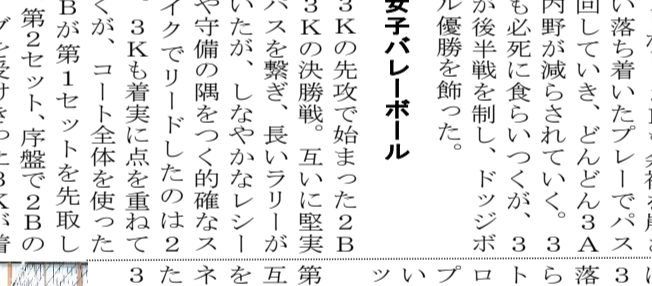 い落ち着いたプレーでパス
回していき、どんどん3A
内野が減らされていく。3
も必死に食らいつくが、3
が後半戦を制し、ドッジボ
ル優勝を飾った。
女子バレーボール
3Kの先攻で始まった2B
3Kの決勝戦。互いに堅実
パスを繋ぎ、長いラリーが
いたが、しなやかなレシー
や守備の隅をつく的確なス
イクでリードしたのは2
。3Kも着実に点を重ねて
くが、コート全体を使った
Bが第1セットを先取し
第2セット、序盤で2Bの
3
落
ら
ト
ロ
プ
い
ッ
第
互
を
ネ
た
3